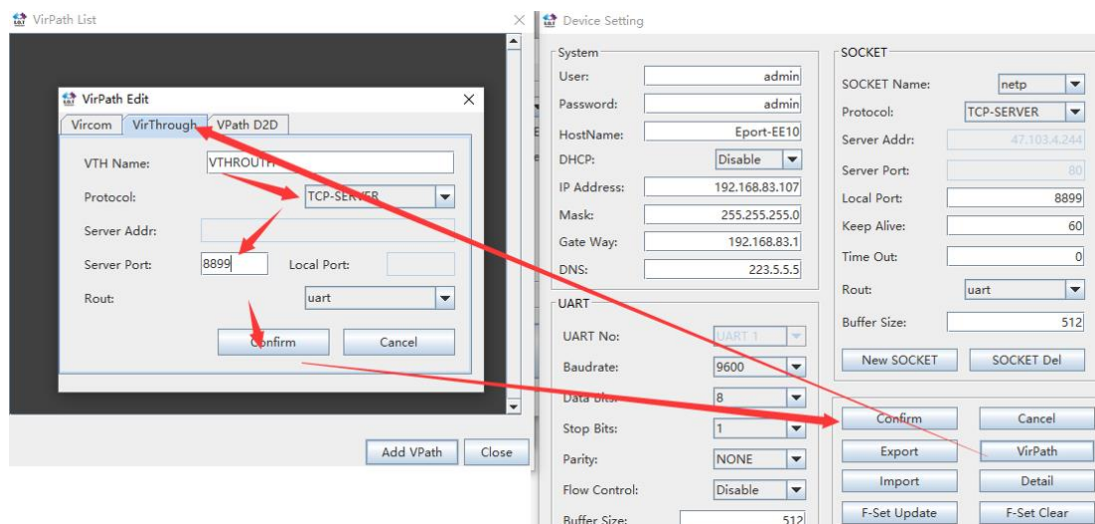 VirPath List
VirPath Edit
Vircom VirThrough VPath D2D
VTH Name: VTHROUTH
Protocol: TCP-SERVER
Server Addr:
Server Port: 8899 Local Port:
Rout: uart
Confirm Cancel
Add VPath Close
Device Setting
System
User: admin
Password: admin
HostName: Eport-EE10
DHCP: Disable
IP Address: 192.168.83.107
Mask: 255.255.255.0
Gate Way: 192.168.83.1
DNS: 223.5.5.5
UART
UART No: UART 1
Baudrate: 9600
Data Bits: 8
Stop Bits: 1
Parity: NONE
Flow Control: Disable
Buffer Size: 512
SOCKET
SOCKET Name: netp
Protocol: TCP-SERVER
Server Addr: 47.103.4.244
Server Port: 80
Local Port: 8899
Keep Alive: 60
Time Out: 0
Rout: uart
Buffer Size: 512
New SOCKET SOCKET Del
Confirm Cancel
Export VirPath
Import Detail
F-Set Update F-Set Clear